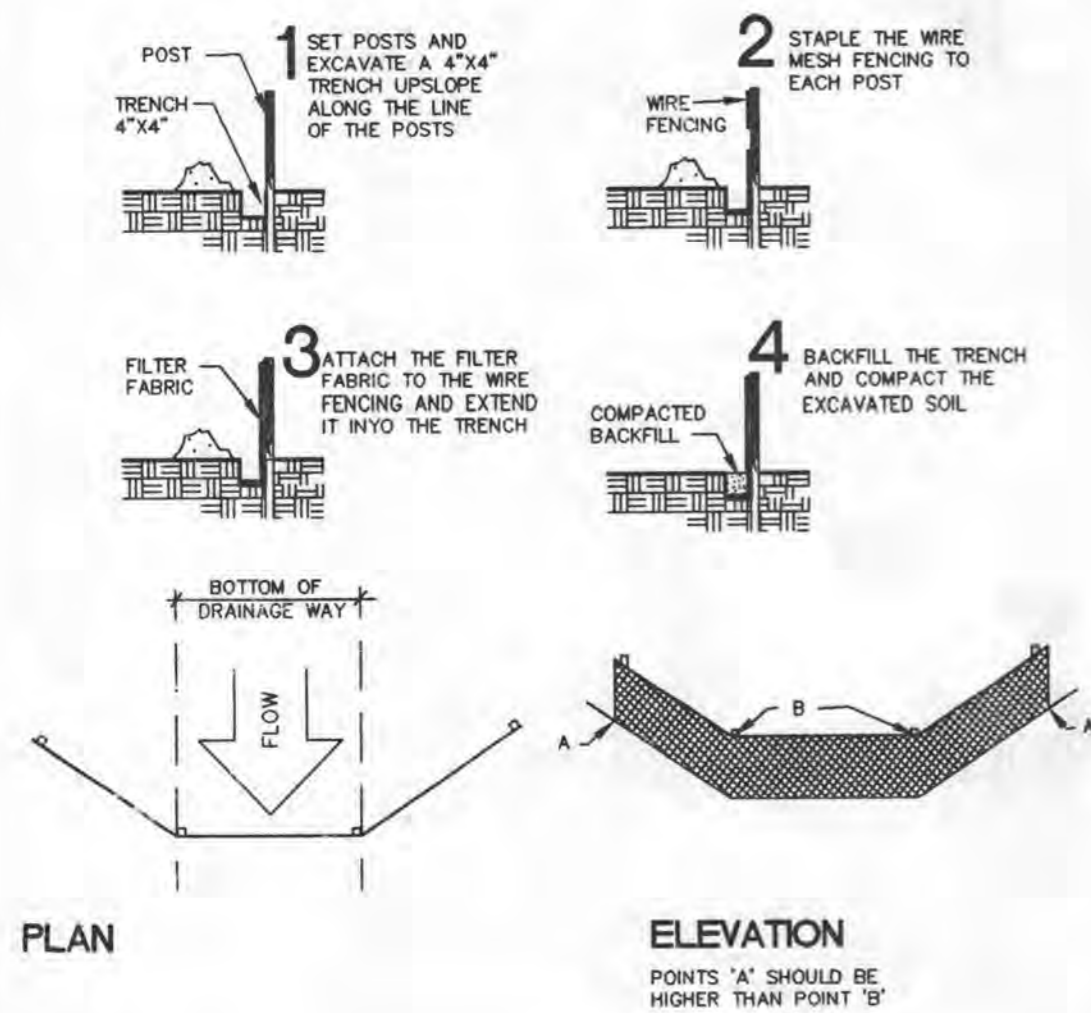 1
SET POSTS AND
EXCAVATE A 4"X4"
TRENCH UPSLOPE
ALONG THE LINE
OF THE POSTS
POST
TRENCH
4"X4"
2
STAPLE THE WIRE
MESH FENCING TO
EACH POST
WIRE
FENCING
3
ATTACH THE FILTER
FABRIC TO THE WIRE
FENCING AND EXTEND
IT INYO THE TRENCH
FILTER
FABRIC
4
BACKFILL THE TRENCH
AND COMPACT THE
EXCAVATED SOIL
COMPACTED
BACKFILL
BOTTOM OF
DRAINAGE WAY
FLOW
PLAN
A
B
A
ELEVATION
POINTS 'A' SHOULD BE
HIGHER THAN POINT 'B'